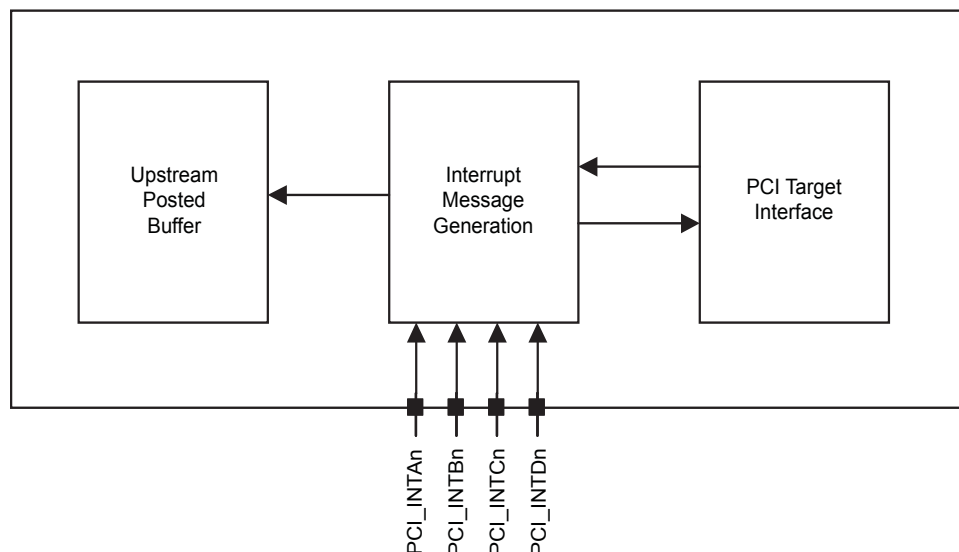 Upstream
Posted
Buffer
Interrupt
Message
Generation
PCI Target
Interface
PCI_INTAn
PCI_INTBn
PCI_INTCn
PCI_INTDn